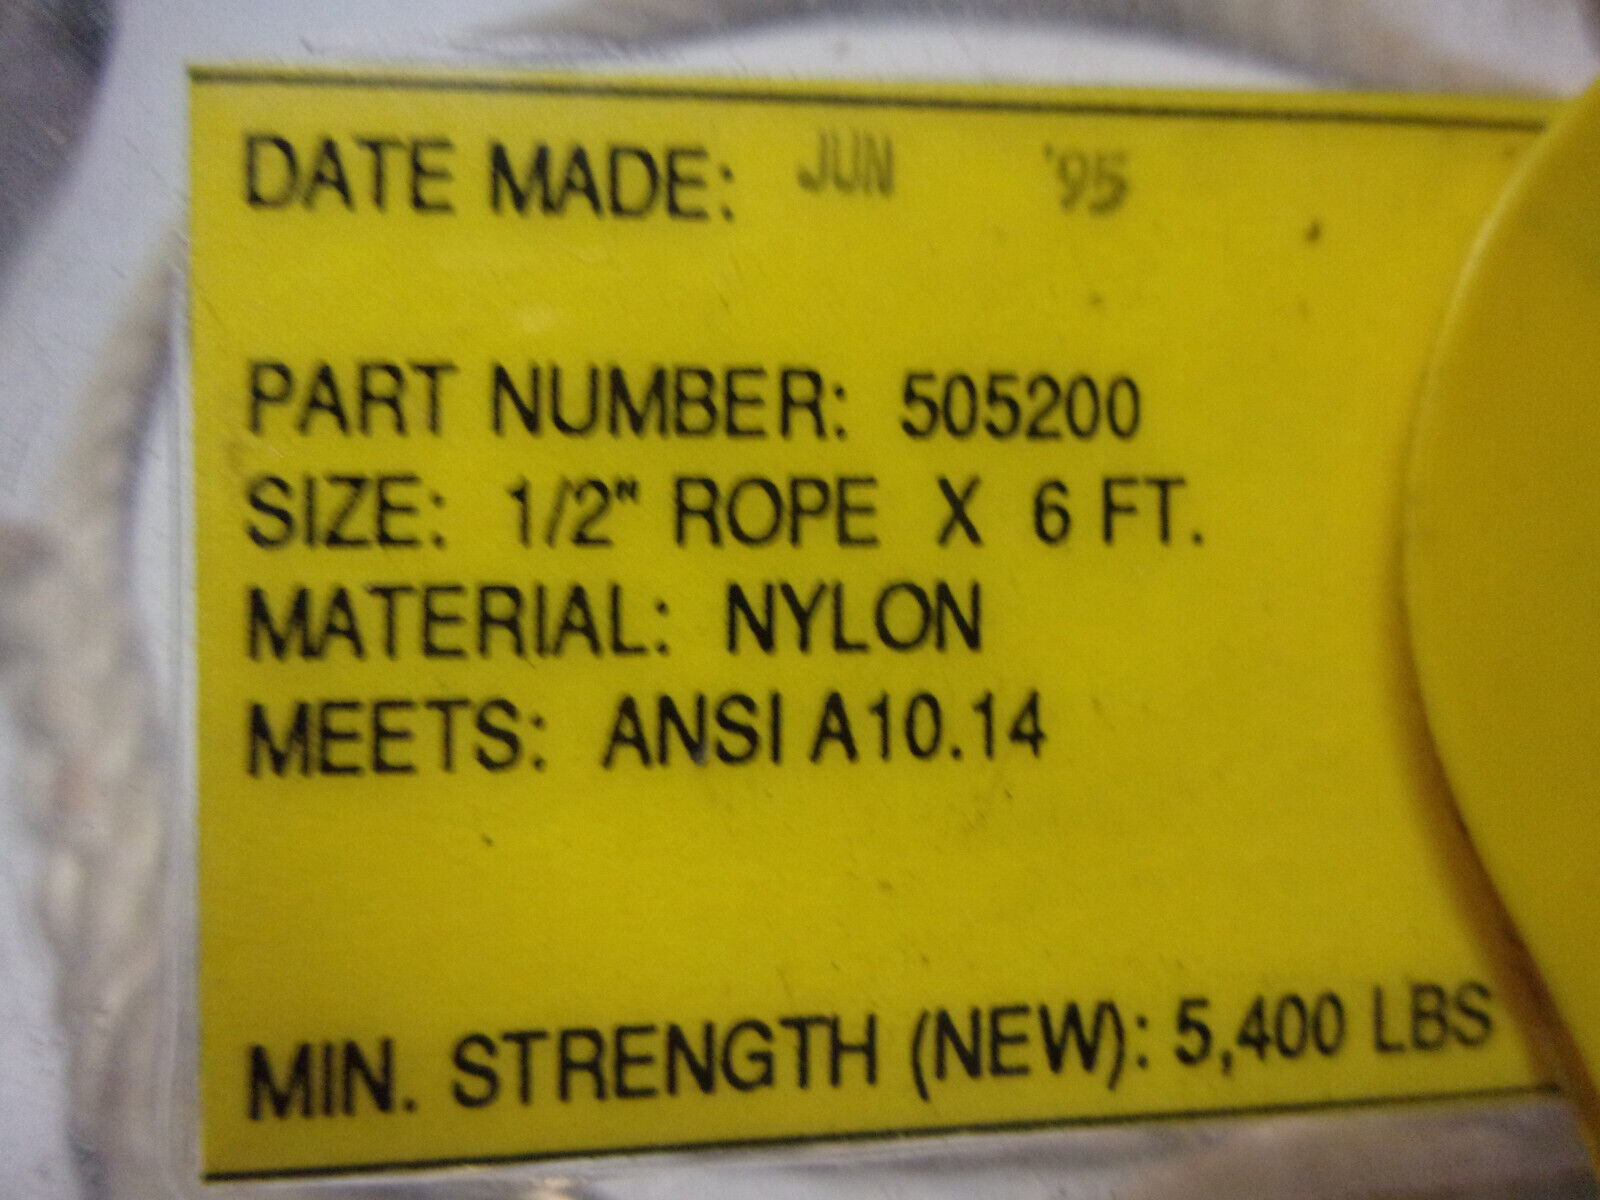 DATE MADE: JUN '95
PART NUMBER: 505200
SIZE: 1/2" ROPE X 6 FT.
MATERIAL: NYLON
MEETS: ANSI A10.14
MIN. STRENGTH (NEW): 5,400 LBS